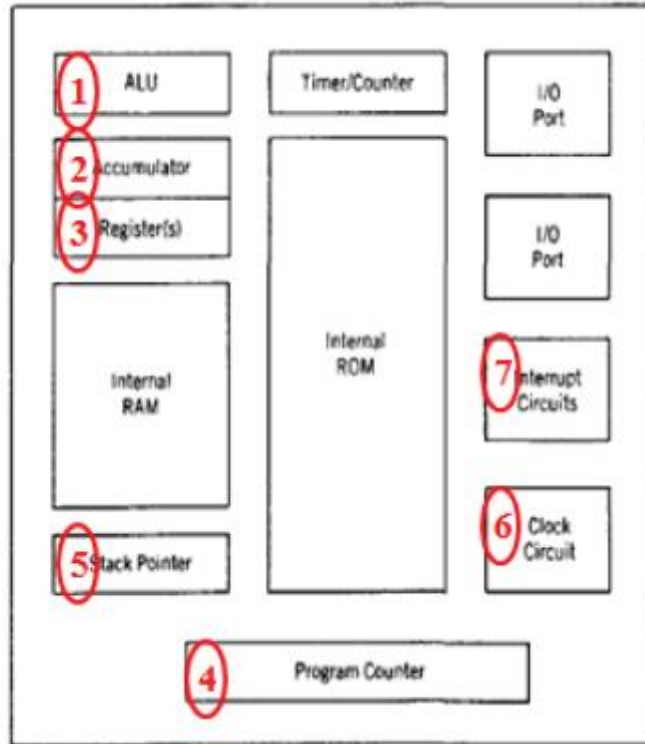 1
ALU
2
Accumulator
3
Register(s)
Internal
RAM
5
Stack Pointer
Timer/Counter
Internal
ROM
I/O
Port
I/O
Port
7
Interrupt
Circuits
6
Clock
Circuit
4
Program Counter